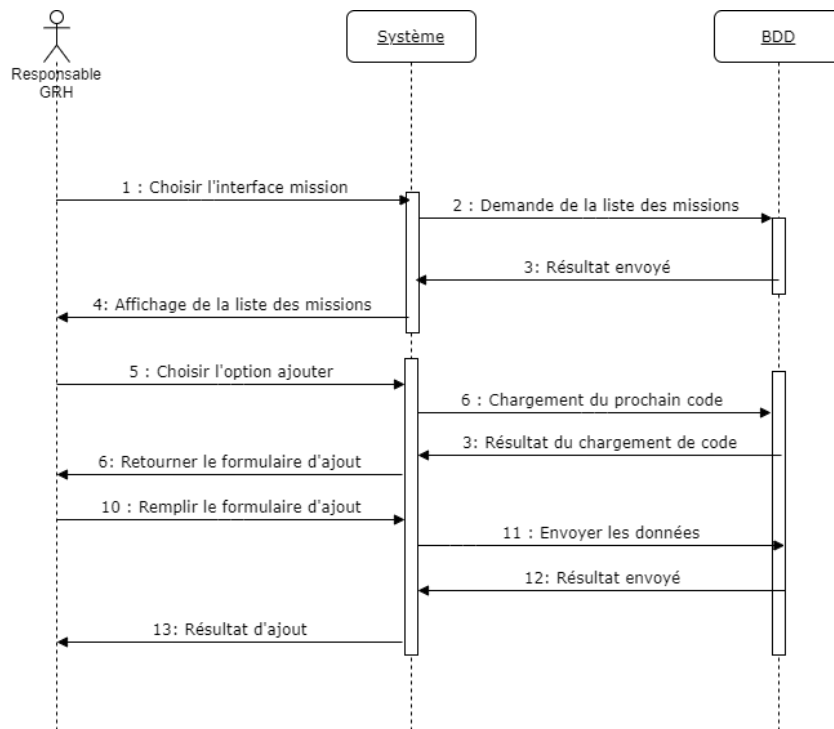 Système
BDD
Responsable
GRH
1 : Choisir l'interface mission
2 : Demande de la liste des missions
3: Résultat envoyé
4: Affichage de la liste des missions
5 : Choisir l'option ajouter
6 : Chargement du prochain code
3: Résultat du chargement de code
6: Retourner le formulaire d'ajout
10 : Remplir le formulaire d'ajout
11 : Envoyer les données
12: Résultat envoyé
13: Résultat d'ajout